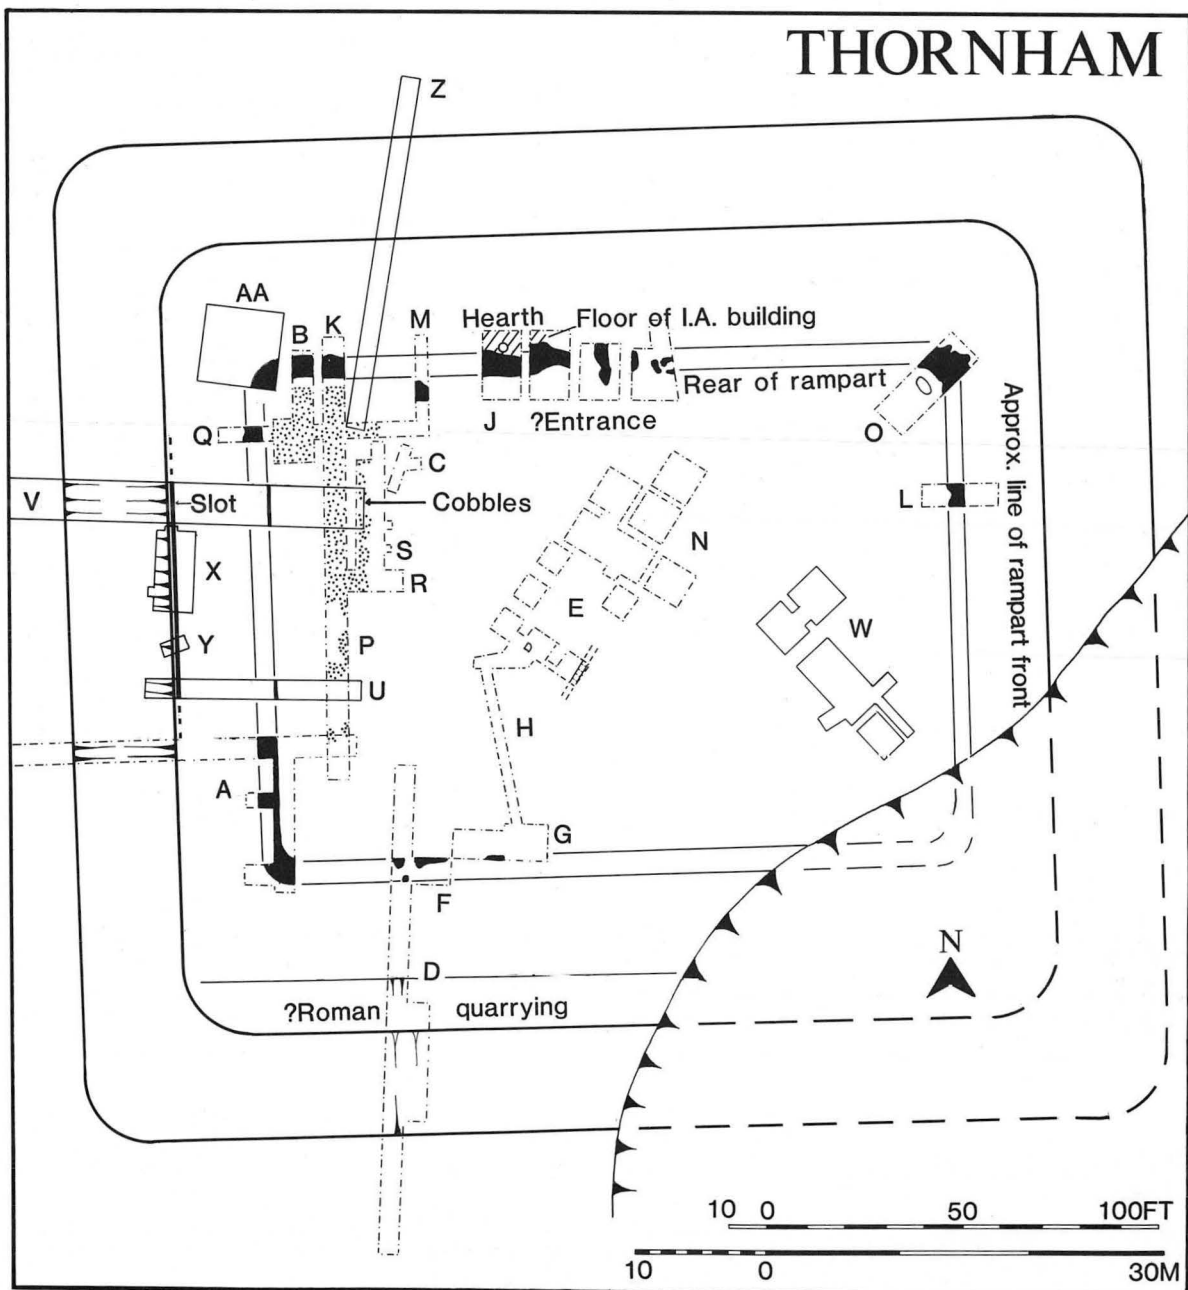 THORNHAM
Z
AA
B K M Hearth Floor of I.A. building
Rear of rampart
J ?Entrance
Q
O
C
L
V Slot Cobbles
Approx. line of rampart front
X
S
R
N
E
Y
P
W
U
H
A
G
F
N
D
?Roman quarrying
10 0 50 100FT
10 0 30M